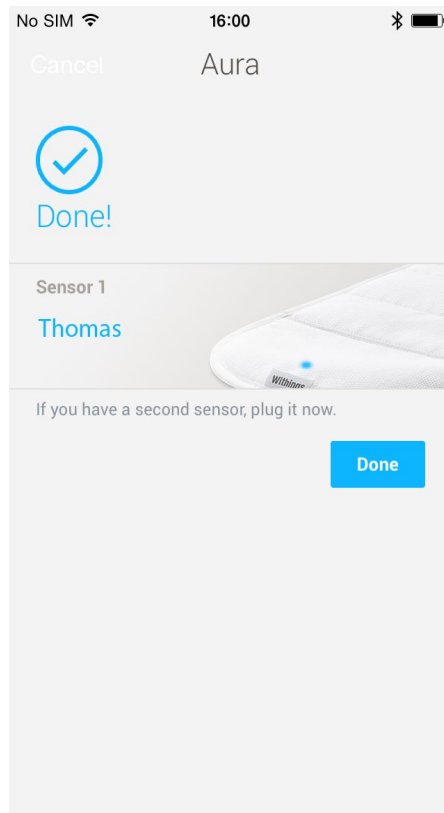 No SIM 16:00
Cancel Aura
Done!
Sensor 1
Thomas
Withings
If you have a second sensor, plug it now.
Done